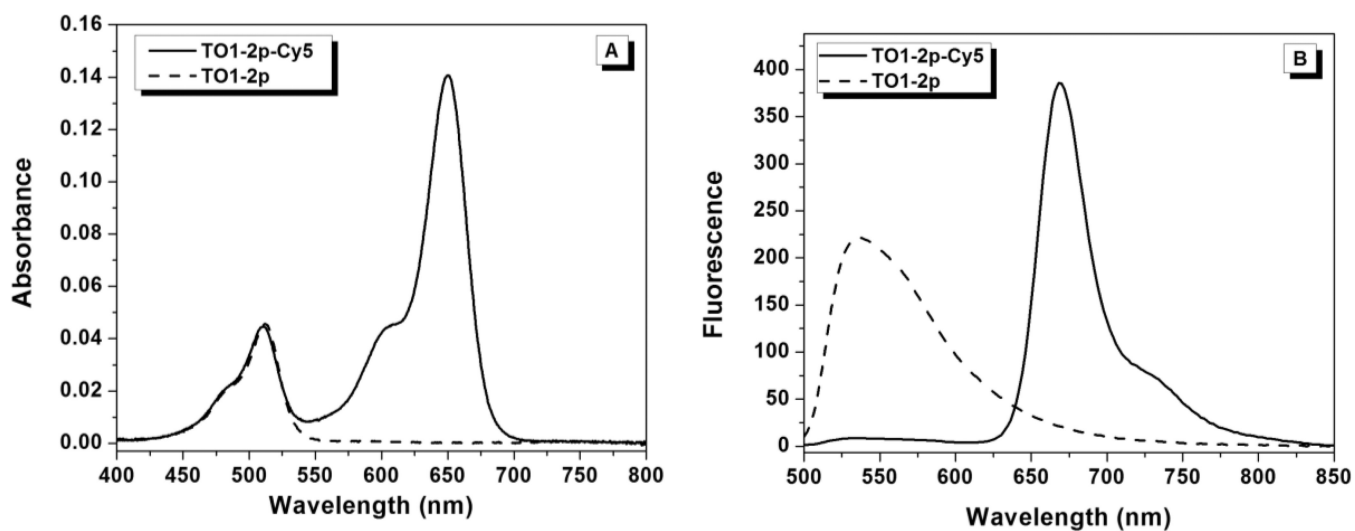 TO1-2p-Cy5
TO1-2p
A
0.16
0.14
0.12
0.10
0.08
0.06
0.04
0.02
0.00
Absorbance
400 450 500 550 600 650 700 750 800
Wavelength (nm)
TO1-2p-Cy5
TO1-2p
B
400
350
300
250
200
150
100
50
0
Fluorescence
500 550 600 650 700 750 800 850
Wavelength (nm)